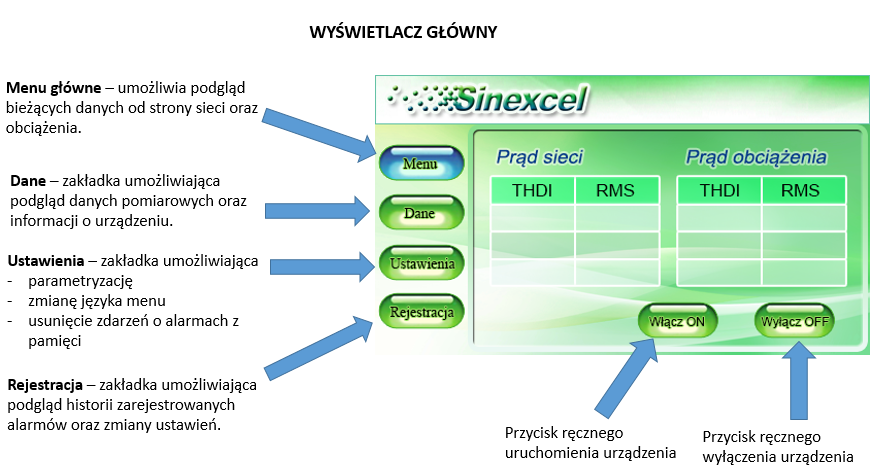 WYŚWIETLACZ GŁÓWNY
Menu główne – umożliwia podgląd
bieżących danych od strony sieci oraz
obciążenia.
Dane – zakładka umożliwiająca
podgląd danych pomiarowych oraz
informacji o urządzeniu.
Ustawienia – zakładka umożliwiająca
- parametryzację
- zmianę języka menu
- usunięcie zdarzeń o alarmach z
pamięci
Rejestracja – zakładka umożliwiająca
podgląd historii zarejestrowanych
alarmów oraz zmiany ustawień.
Sinexcel
Menu
Dane
Ustawienia
Rejestracja
Prąd sieci
THDI RMS
Prąd obciążenia
THDI RMS
Włącz ON
Wyłącz OFF
Przycisk ręcznego
uruchomienia urządzenia
Przycisk ręcznego
wyłączenia urządzenia